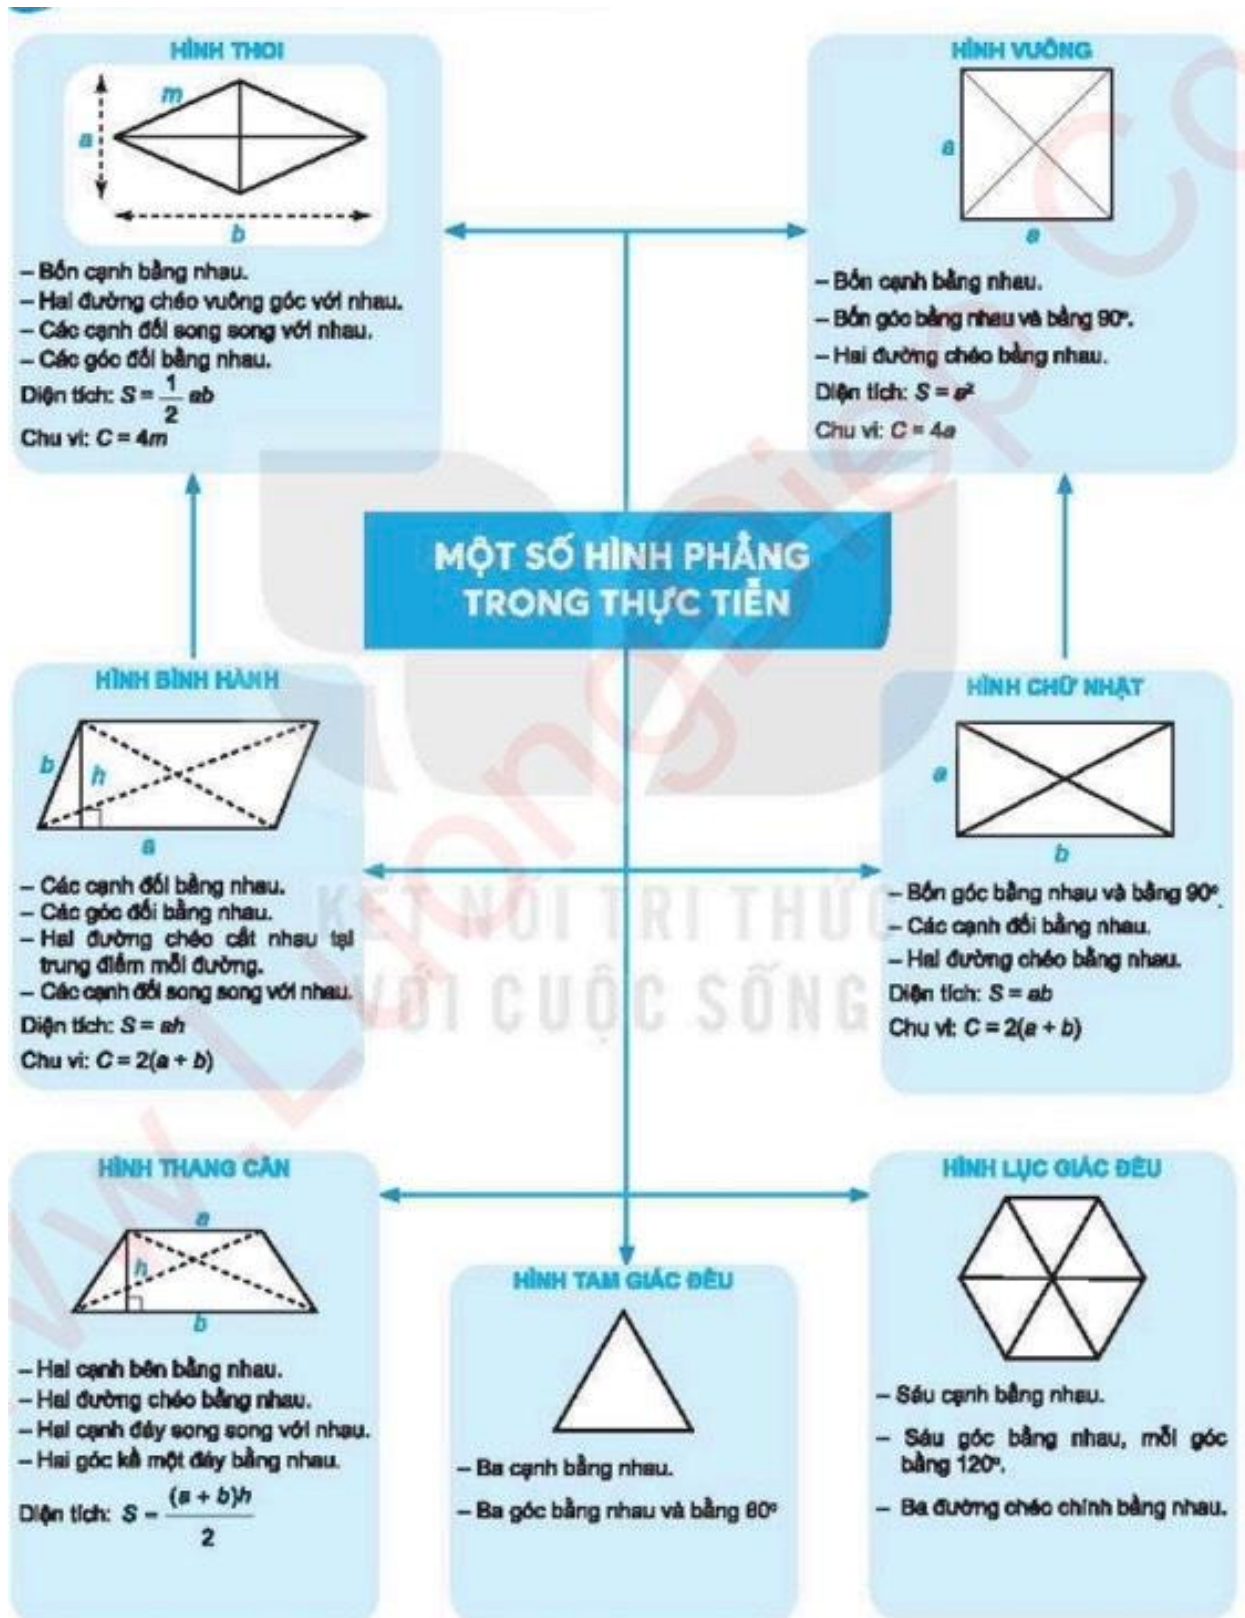 HÌNH THOI
m
a
b
– Bốn cạnh bằng nhau.
– Hai đường chéo vuông góc với nhau.
– Các cạnh đối song song với nhau.
– Các góc đối bằng nhau.
Diện tích: S = 1/2 ab
Chu vi: C = 4m
HÌNH VUÔNG
a
a
– Bốn cạnh bằng nhau.
– Bốn góc bằng nhau và bằng 90°.
– Hai đường chéo bằng nhau.
Diện tích: S = a²
Chu vi: C = 4a
MỘT SỐ HÌNH PHẲNG
TRONG THỰC TIỄN
HÌNH BÌNH HÀNH
b
h
a
– Các cạnh đối bằng nhau.
– Các góc đối bằng nhau.
– Hai đường chéo cắt nhau tại
trung điểm mỗi đường.
– Các cạnh đối song song với nhau.
Diện tích: S = ah
Chu vi: C = 2(a + b)
HÌNH CHỮ NHẬT
a
b
– Bốn góc bằng nhau và bằng 90°.
– Các cạnh đối bằng nhau.
– Hai đường chéo bằng nhau.
Diện tích: S = ab
Chu vi: C = 2(a + b)
KẾT NỐI TRI THỨC
VỚI CUỘC SỐNG
HÌNH THANG CÂN
a
h
b
– Hai cạnh bên bằng nhau.
– Hai đường chéo bằng nhau.
– Hai cạnh đáy song song với nhau.
– Hai góc kề một đáy bằng nhau.
Diện tích: S = (a + b)h/2
HÌNH TAM GIÁC ĐỀU
– Ba cạnh bằng nhau.
– Ba góc bằng nhau và bằng 60°
HÌNH LỤC GIÁC ĐỀU
– Sáu cạnh bằng nhau.
– Sáu góc bằng nhau, mỗi góc
bằng 120°.
– Ba đường chéo chính bằng nhau.